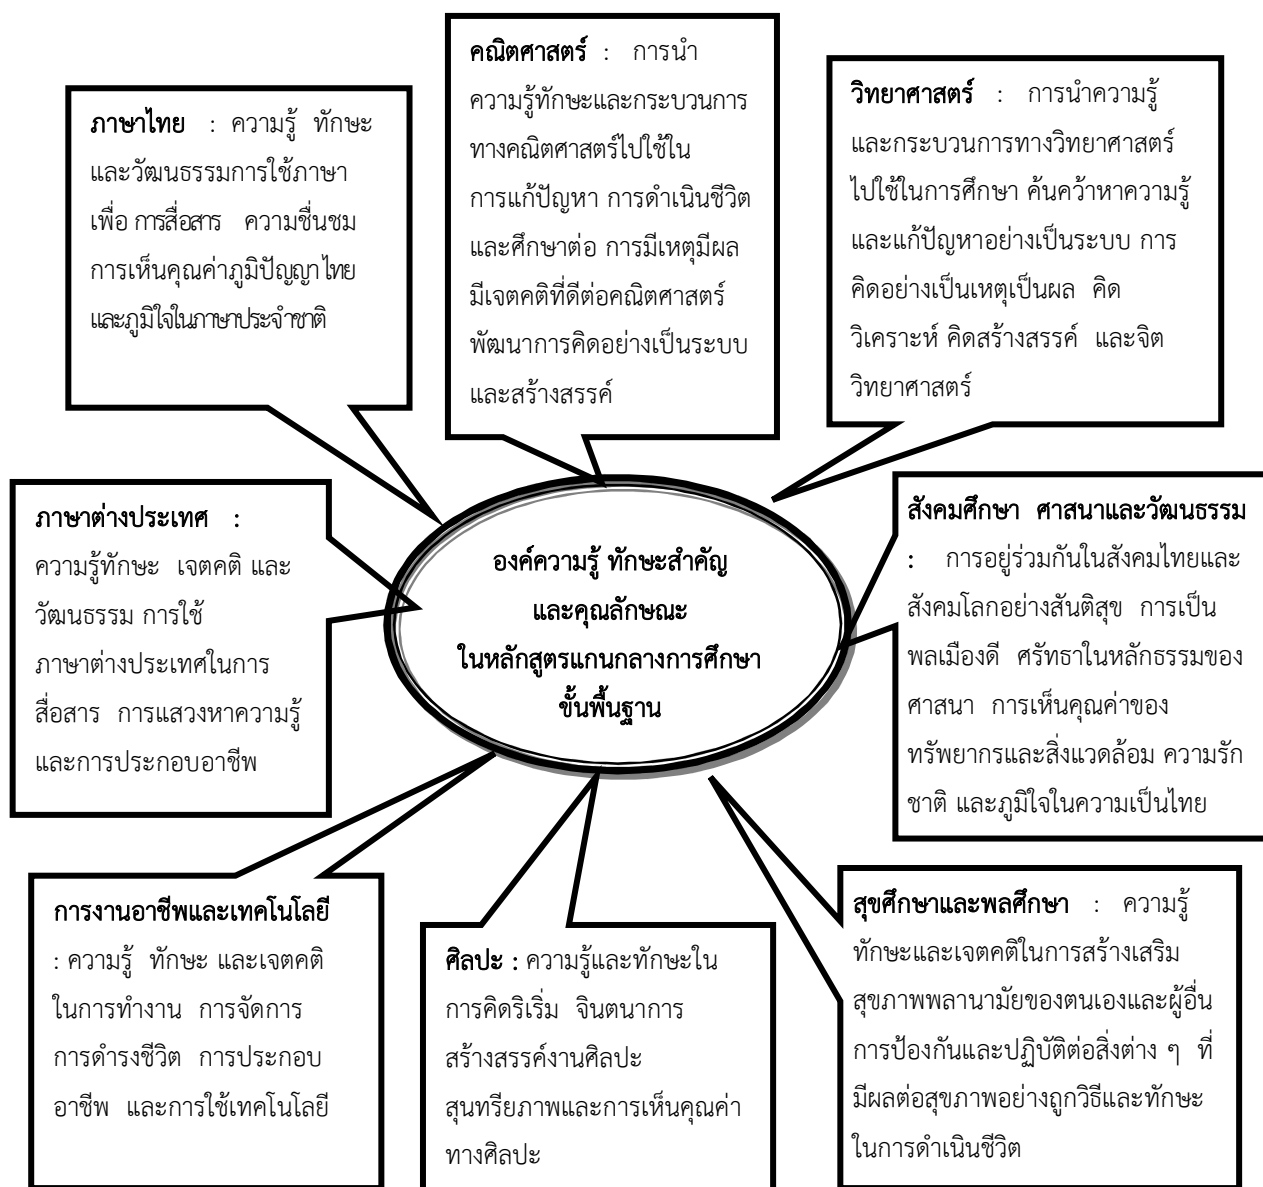 คณิตศาสตร์ : การนำ
ความรู้ทักษะและกระบวนการ
ทางคณิตศาสตร์ไปใช้ใน
การแก้ปัญหา การดำเนินชีวิต
และศึกษาต่อ การมีเหตุมีผล
มีเจตคติที่ดีต่อคณิตศาสตร์
พัฒนาการคิดอย่างเป็นระบบ
และสร้างสรรค์
วิทยาศาสตร์ : การนำความรู้
และกระบวนการทางวิทยาศาสตร์
ไปใช้ในการศึกษา ค้นคว้าหาความรู้
และแก้ปัญหาอย่างเป็นระบบ การ
คิดอย่างเป็นเหตุเป็นผล คิด
วิเคราะห์ คิดสร้างสรรค์ และจิต
วิทยาศาสตร์
ภาษาไทย : ความรู้ ทักษะ
และวัฒนธรรมการใช้ภาษา
เพื่อ การสื่อสาร ความชื่นชม
การเห็นคุณค่าภูมิปัญญา ไทย
และภูมิใจในภาษาประจำชาติ
ภาษาต่างประเทศ :
ความรู้ทักษะ เจตคติ และ
วัฒนธรรม การใช้
ภาษาต่างประเทศในการ
สื่อสาร การแสวงหาความรู้
และการประกอบอาชีพ
องค์ความรู้ ทักษะสำคัญ
และคุณลักษณะ
ในหลักสูตรแกนกลางการศึกษา
ขั้นพื้นฐาน
สังคมศึกษา ศาสนาและวัฒนธรรม
: การอยู่ร่วมกันในสังคมไทยและ
สังคมโลกอย่างสันติสุข การเป็น
พลเมืองดี ศรัทธาในหลักธรรมของ
ศาสนา การเห็นคุณค่าของ
ทรัพยากรและสิ่งแวดล้อม ความรัก
ชาติ และภูมิใจในความเป็นไทย
การงานอาชีพและเทคโนโลยี
: ความรู้ ทักษะ และเจตคติ
ในการทำงาน การจัดการ
การดำรงชีวิต การประกอบ
อาชีพ และการใช้เทคโนโลยี
ศิลปะ : ความรู้และทักษะใน
การคิดริเริ่ม จินตนาการ
สร้างสรรค์งานศิลปะ
สุนทรียภาพและการเห็นคุณค่า
ทางศิลปะ
สุขศึกษาและพลศึกษา : ความรู้
ทักษะและเจตคติในการสร้างเสริม
สุขภาพพลานามัยของตนเองและผู้อื่น
การป้องกันและปฏิบัติต่อสิ่งต่าง ๆ ที่
มีผลต่อสุขภาพอย่างถูกวิธีและทักษะ
ในการดำเนินชีวิต